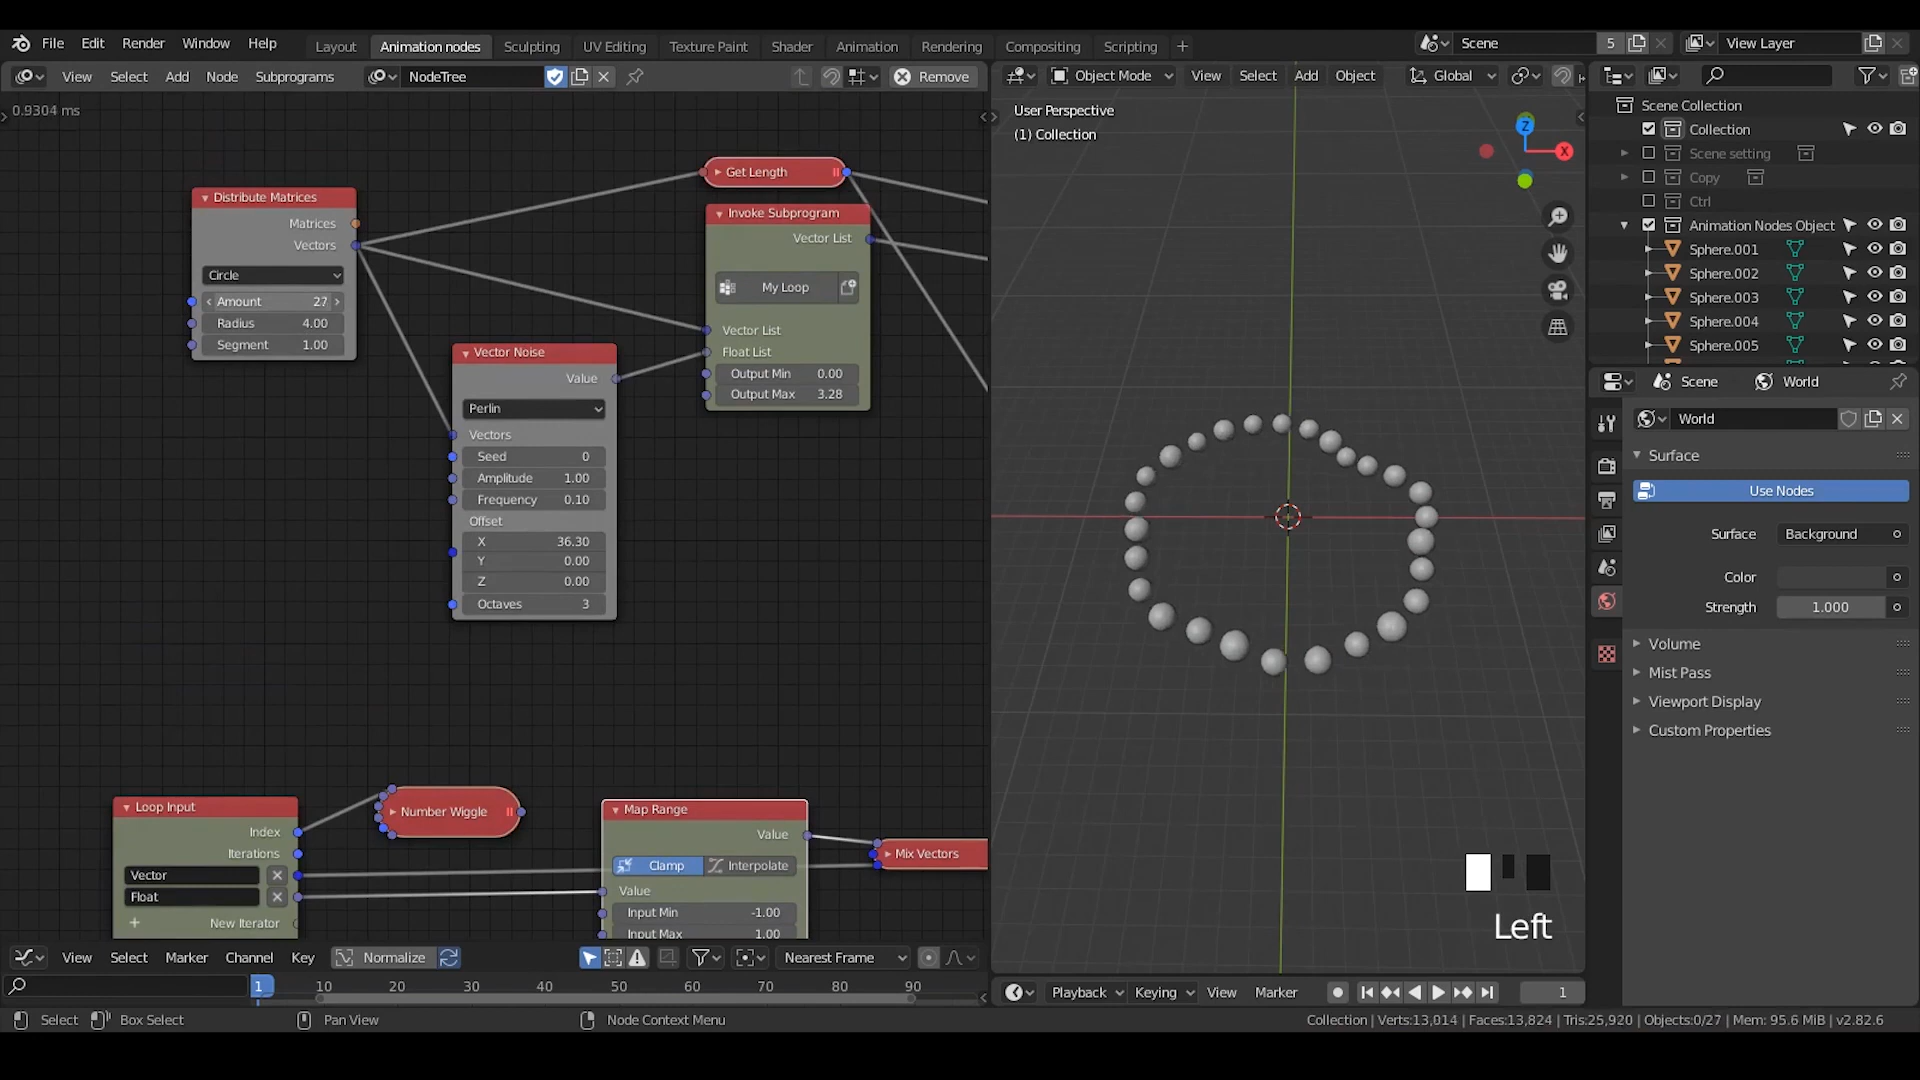 File Edit Render Window Help Layout Animation nodes Sculpting UV Editing Texture Paint Shader Animation Rendering Compositing Scripting + Scene 5 View Layer
View Select Add Node Subprograms NodeTree Remove Object Mode View Select Add Object Global
0.9304 ms
User Perspective
(1) Collection
Z
X
Distribute Matrices
Matrices
Vectors
Circle
Amount 27
Radius 4.00
Segment 1.00
Get Length
Invoke Subprogram
Vector List
My Loop
Vector List
Float List
Output Min 0.00
Output Max 3.28
Vector Noise
Value
Perlin
Vectors
Seed 0
Amplitude 1.00
Frequency 0.10
Offset
X 36.30
Y 0.00
Z 0.00
Octaves 3
Loop Input
Index
Iterations
Vector
Float
New Iterator
Number Wiggle
Map Range
Value
Clamp Interpolate
Value
Input Min -1.00
Input Max 1.00
Mix Vectors
Left
Scene Collection
Collection
Scene setting
Copy
Ctrl
Animation Nodes Object
Sphere.001
Sphere.002
Sphere.003
Sphere.004
Sphere.005
Scene World
World
Surface
Use Nodes
Surface Background
Color
Strength 1.000
Volume
Mist Pass
Viewport Display
Custom Properties
View Select Marker Channel Key Normalize Nearest Frame
1 10 20 30 40 50 60 70 80 90
Playback Keying View Marker 1
Select Box Select Pan View Node Context Menu
Collection | Verts:13,014 | Faces:13,824 | Tris:25,920 | Objects:0/27 | Mem: 95.6 MiB | v2.82.6